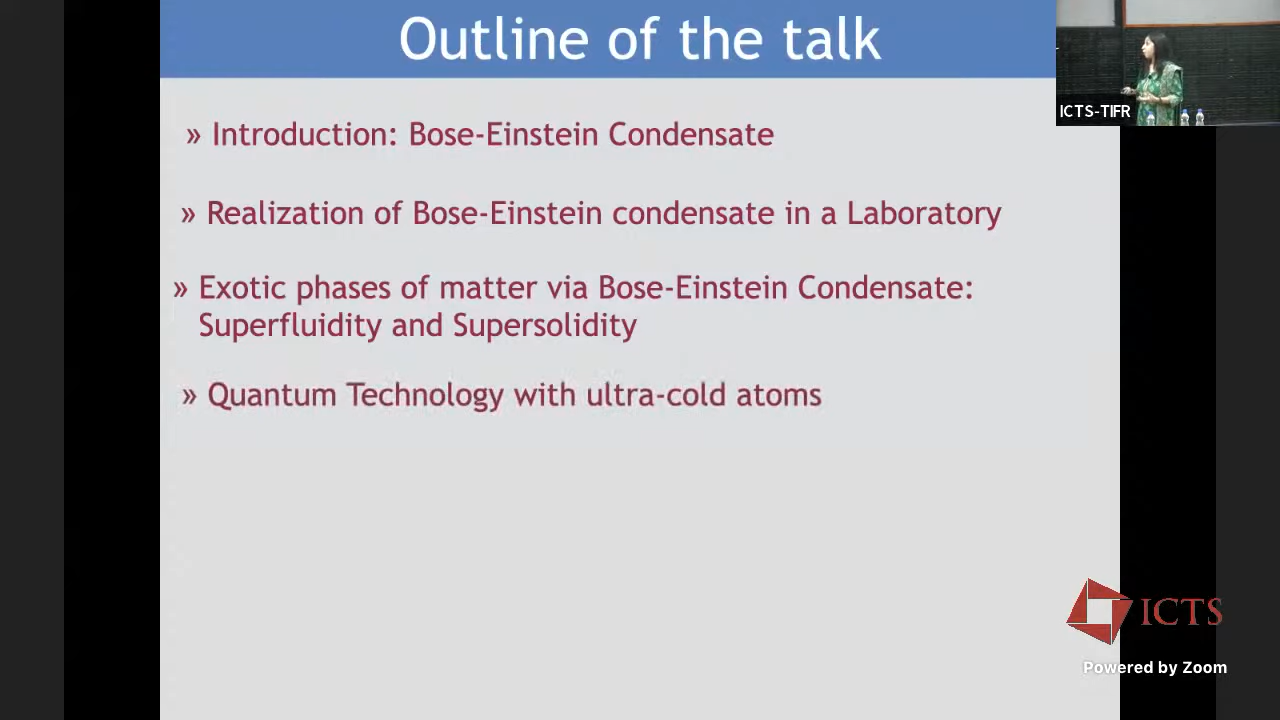 Outline of the talk
ICTS-TIFR
» Introduction: Bose-Einstein Condensate
» Realization of Bose-Einstein condensate in a Laboratory
» Exotic phases of matter via Bose-Einstein Condensate:
Superfluidity and Supersolidity
» Quantum Technology with ultra-cold atoms
ICTS
Powered by Zoom